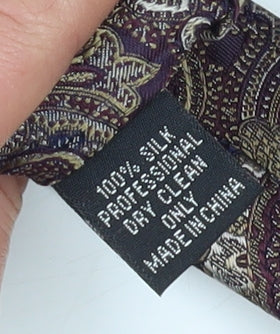 100% SILK
PROFESSIONAL
DRY CLEAN
ONLY
MADE IN CHINA